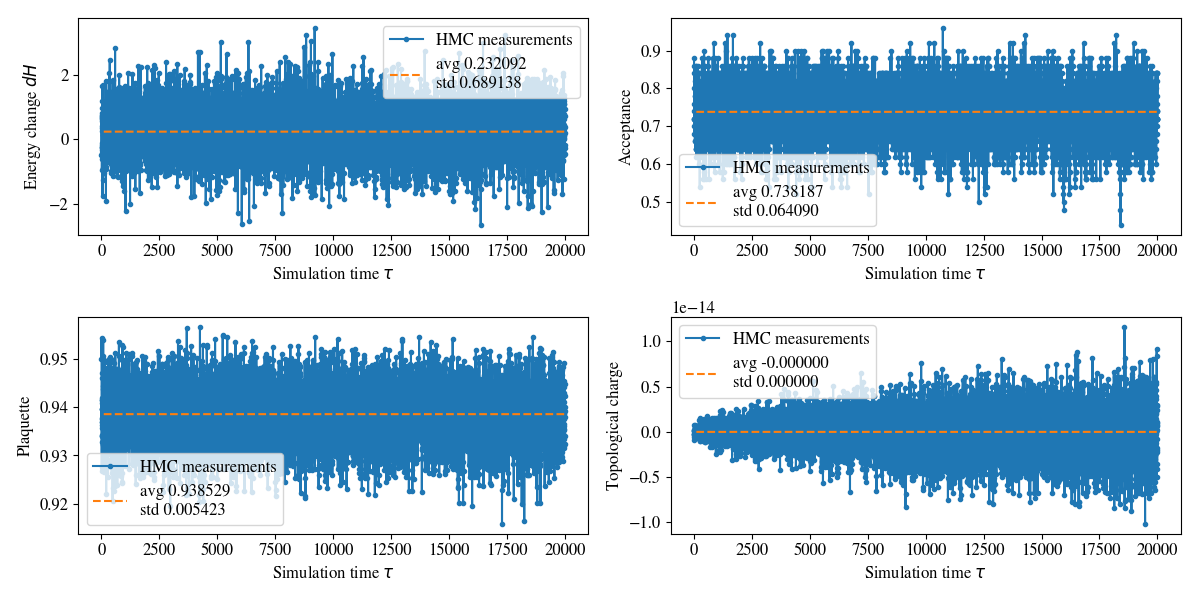 HMC measurements
avg 0.232092
std 0.689138
Energy change dH
2
0
−2
0 2500 5000 7500 10000 12500 15000 17500 20000
Simulation time τ
HMC measurements
avg 0.738187
std 0.064090
Acceptance
0.9
0.8
0.7
0.6
0.5
0 2500 5000 7500 10000 12500 15000 17500 20000
Simulation time τ
HMC measurements
avg 0.938529
std 0.005423
Plaquette
0.95
0.94
0.93
0.92
0 2500 5000 7500 10000 12500 15000 17500 20000
Simulation time τ
1e−14
HMC measurements
avg -0.000000
std 0.000000
Topological charge
1.0
0.5
0.0
−0.5
−1.0
0 2500 5000 7500 10000 12500 15000 17500 20000
Simulation time τ